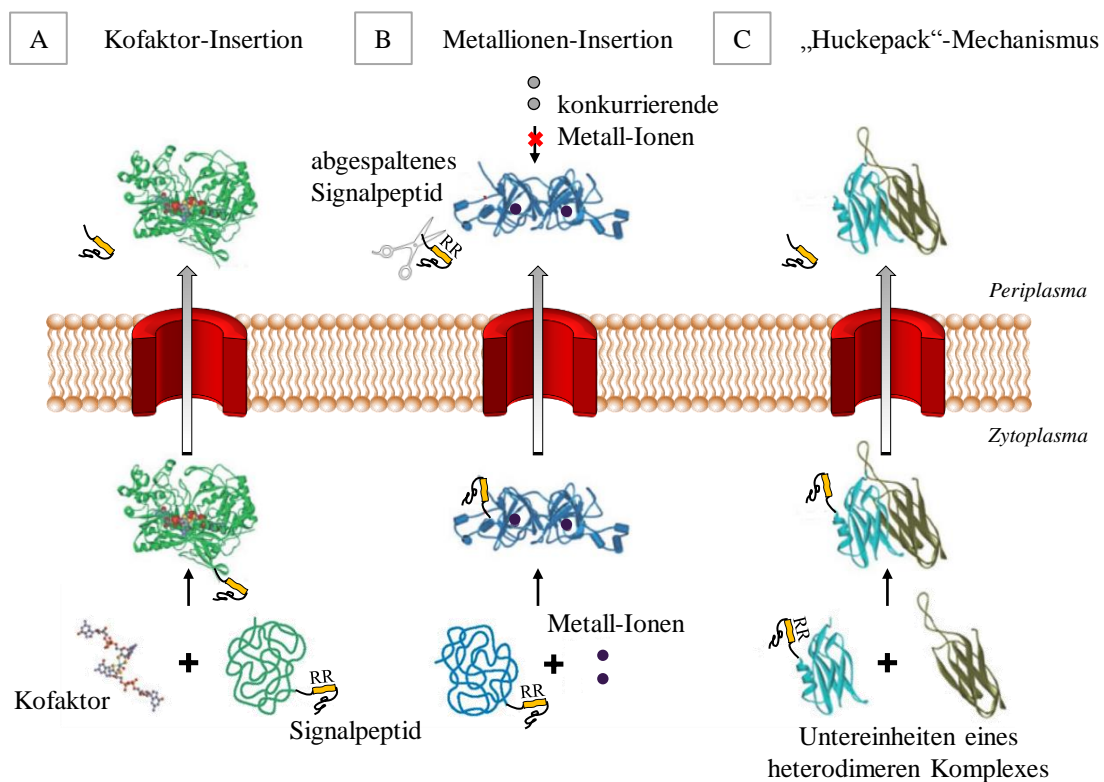 A
Kofaktor-Insertion
B
Metallionen-Insertion
C
„Huckepack“-Mechanismus
konkurrierende
Metall-Ionen
abgespaltenes
Signalpeptid
RR
Periplasma
Zytoplasma
Kofaktor
RR
Signalpeptid
RR
Metall-Ionen
RR
Untereinheiten eines
heterodimeren Komplexes